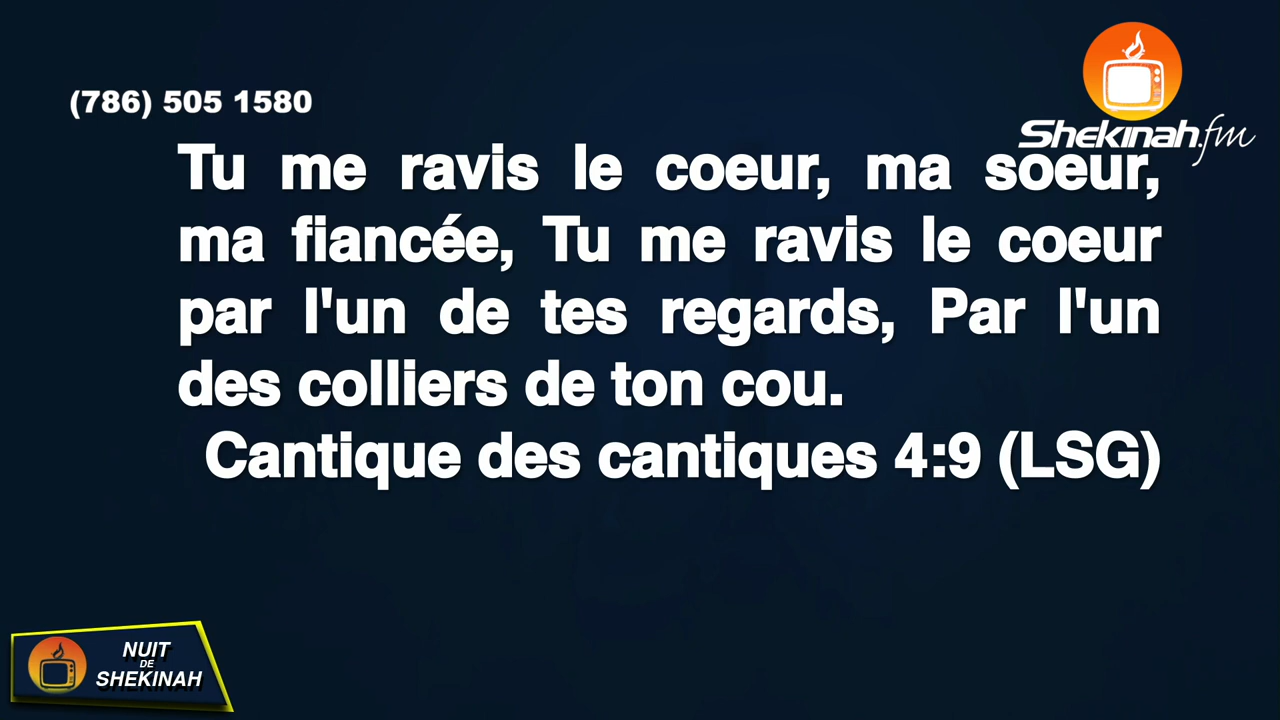 (786) 505 1580
Shekinah.fm
Tu me ravis le coeur, ma soeur,
ma fiancée, Tu me ravis le coeur
par l'un de tes regards, Par l'un
des colliers de ton cou.
Cantique des cantiques 4:9 (LSG)
NUIT
DE
SHEKINAH